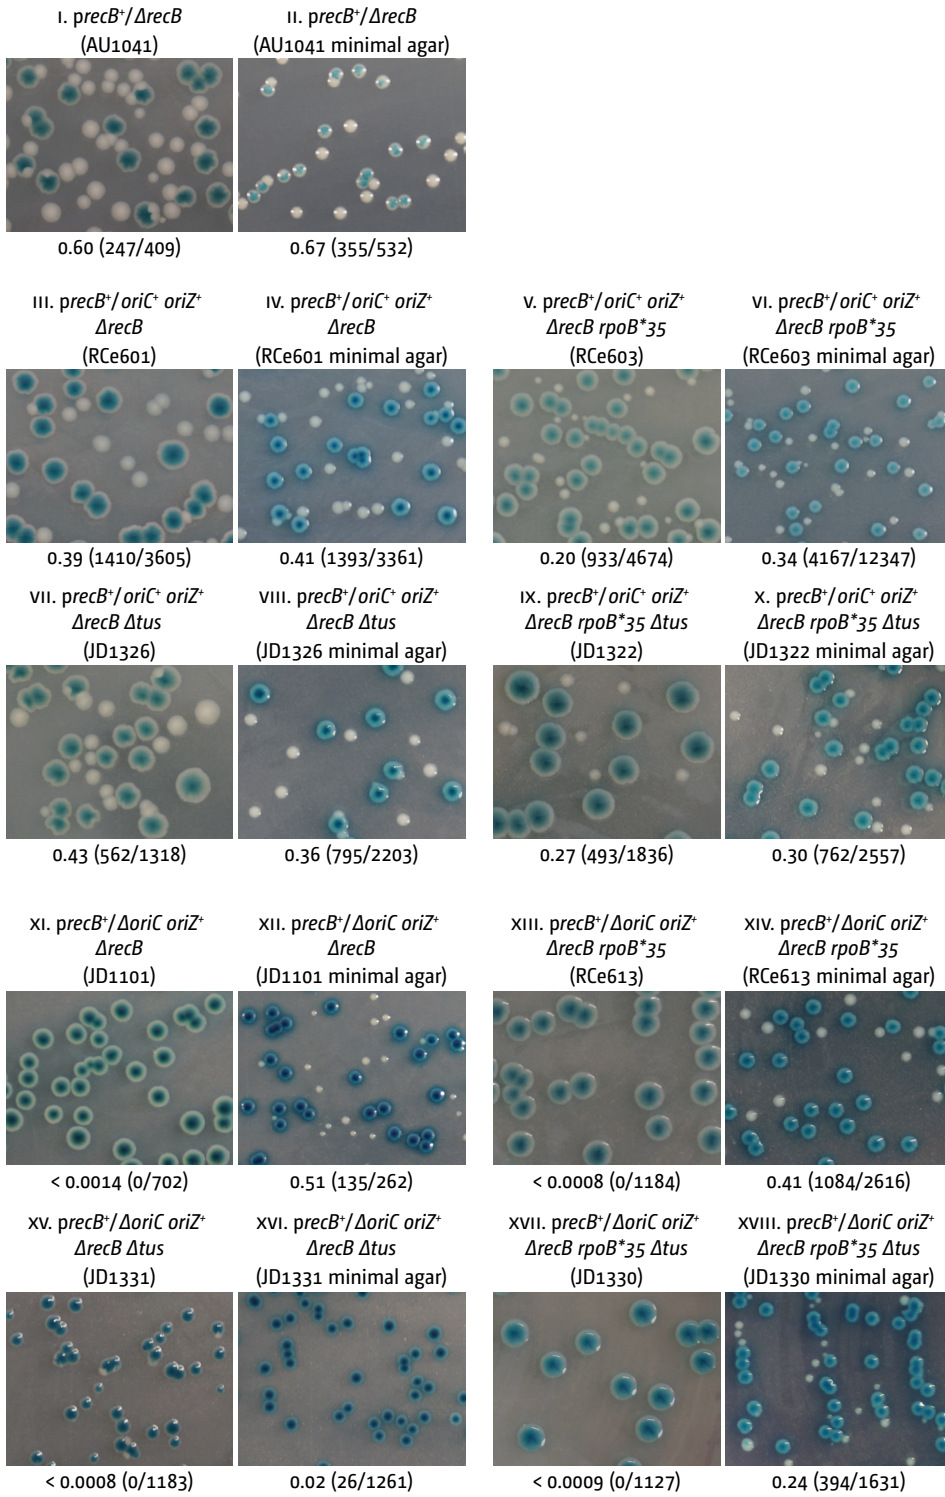 I. precB⁺/ΔrecB
(AU1041)
II. precB⁺/ΔrecB
(AU1041 minimal agar)
0.60 (247/409)
0.67 (355/532)
III. precB⁺/oriC⁺ oriZ⁺
ΔrecB
(RCe601)
IV. precB⁺/oriC⁺ oriZ⁺
ΔrecB
(RCe601 minimal agar)
V. precB⁺/oriC⁺ oriZ⁺
ΔrecB rpoB*35
(RCe603)
VI. precB⁺/oriC⁺ oriZ⁺
ΔrecB rpoB*35
(RCe603 minimal agar)
0.39 (1410/3605)
0.41 (1393/3361)
0.20 (933/4674)
0.34 (4167/12347)
VII. precB⁺/oriC⁺ oriZ⁺
ΔrecB Δtus
(JD1326)
VIII. precB⁺/oriC⁺ oriZ⁺
ΔrecB Δtus
(JD1326 minimal agar)
IX. precB⁺/oriC⁺ oriZ⁺
ΔrecB rpoB*35 Δtus
(JD1322)
X. precB⁺/oriC⁺ oriZ⁺
ΔrecB rpoB*35 Δtus
(JD1322 minimal agar)
0.43 (562/1318)
0.36 (795/2203)
0.27 (493/1836)
0.30 (762/2557)
XI. precB⁺/ΔoriC oriZ⁺
ΔrecB
(JD1101)
XII. precB⁺/ΔoriC oriZ⁺
ΔrecB
(JD1101 minimal agar)
XIII. precB⁺/ΔoriC oriZ⁺
ΔrecB rpoB*35
(RCe613)
XIV. precB⁺/ΔoriC oriZ⁺
ΔrecB rpoB*35
(RCe613 minimal agar)
< 0.0014 (0/702)
0.51 (135/262)
< 0.0008 (0/1184)
0.41 (1084/2616)
XV. precB⁺/ΔoriC oriZ⁺
ΔrecB Δtus
(JD1331)
XVI. precB⁺/ΔoriC oriZ⁺
ΔrecB Δtus
(JD1331 minimal agar)
XVII. precB⁺/ΔoriC oriZ⁺
ΔrecB rpoB*35 Δtus
(JD1330)
XVIII. precB⁺/ΔoriC oriZ⁺
ΔrecB rpoB*35 Δtus
(JD1330 minimal agar)
< 0.0008 (0/1183)
0.02 (26/1261)
< 0.0009 (0/1127)
0.24 (394/1631)